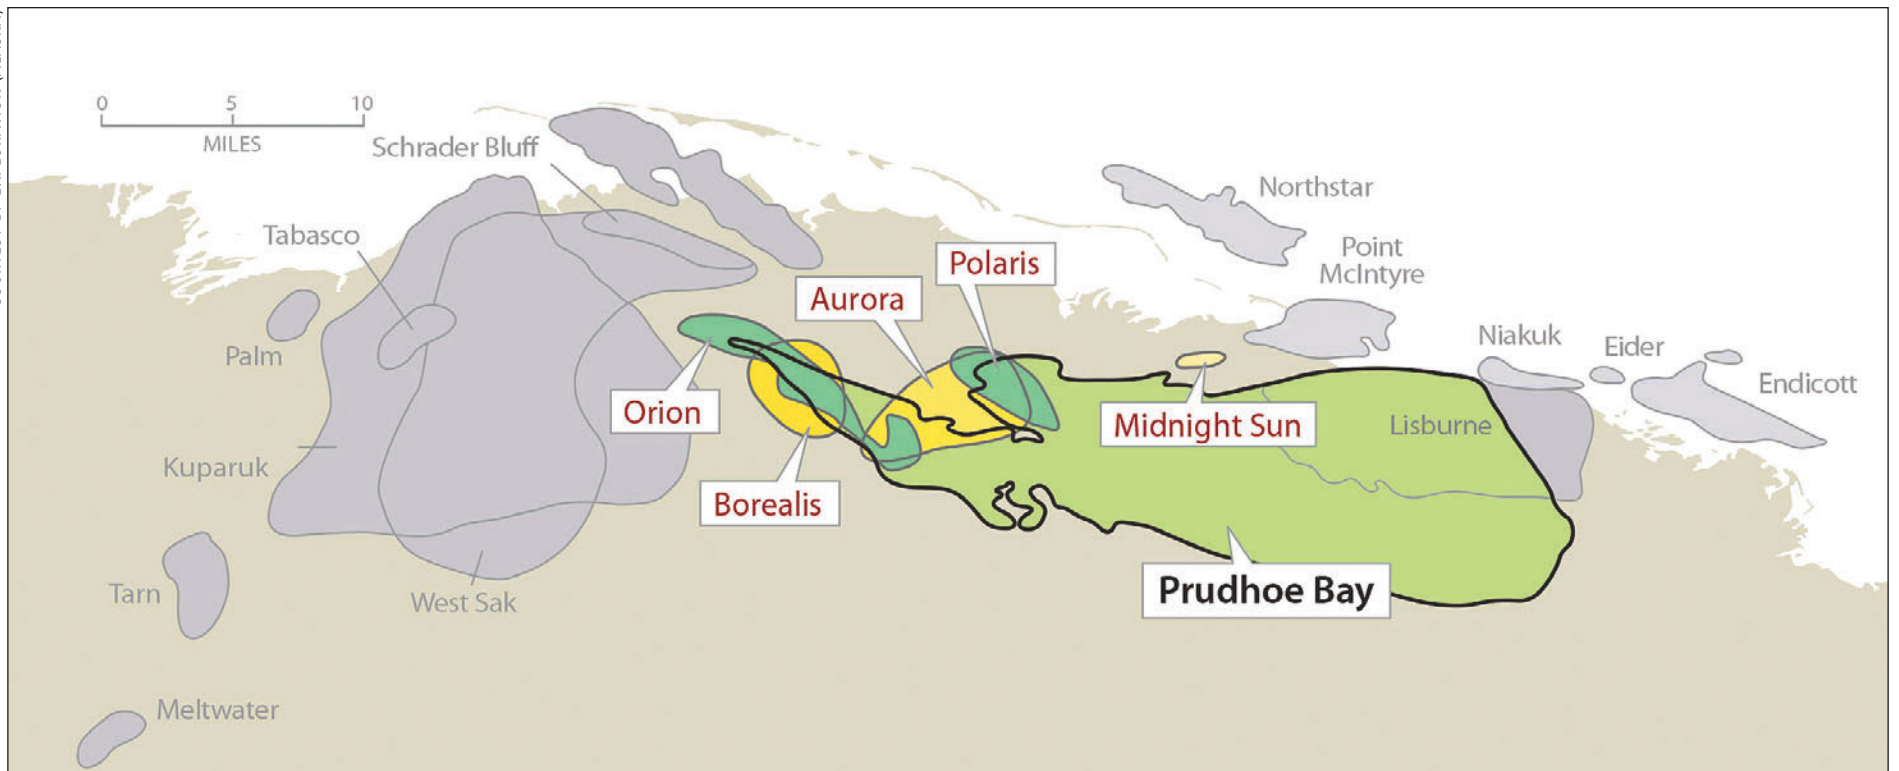 0 5 10
MILES
Schrader Bluff
Northstar
Tabasco
Point
McIntyre
Polaris
Aurora
Niakuk
Eider
Palm
Endicott
Orion
Midnight Sun
Lisburne
Kuparuk
Borealis
Prudhoe Bay
Tarn
West Sak
Meltwater